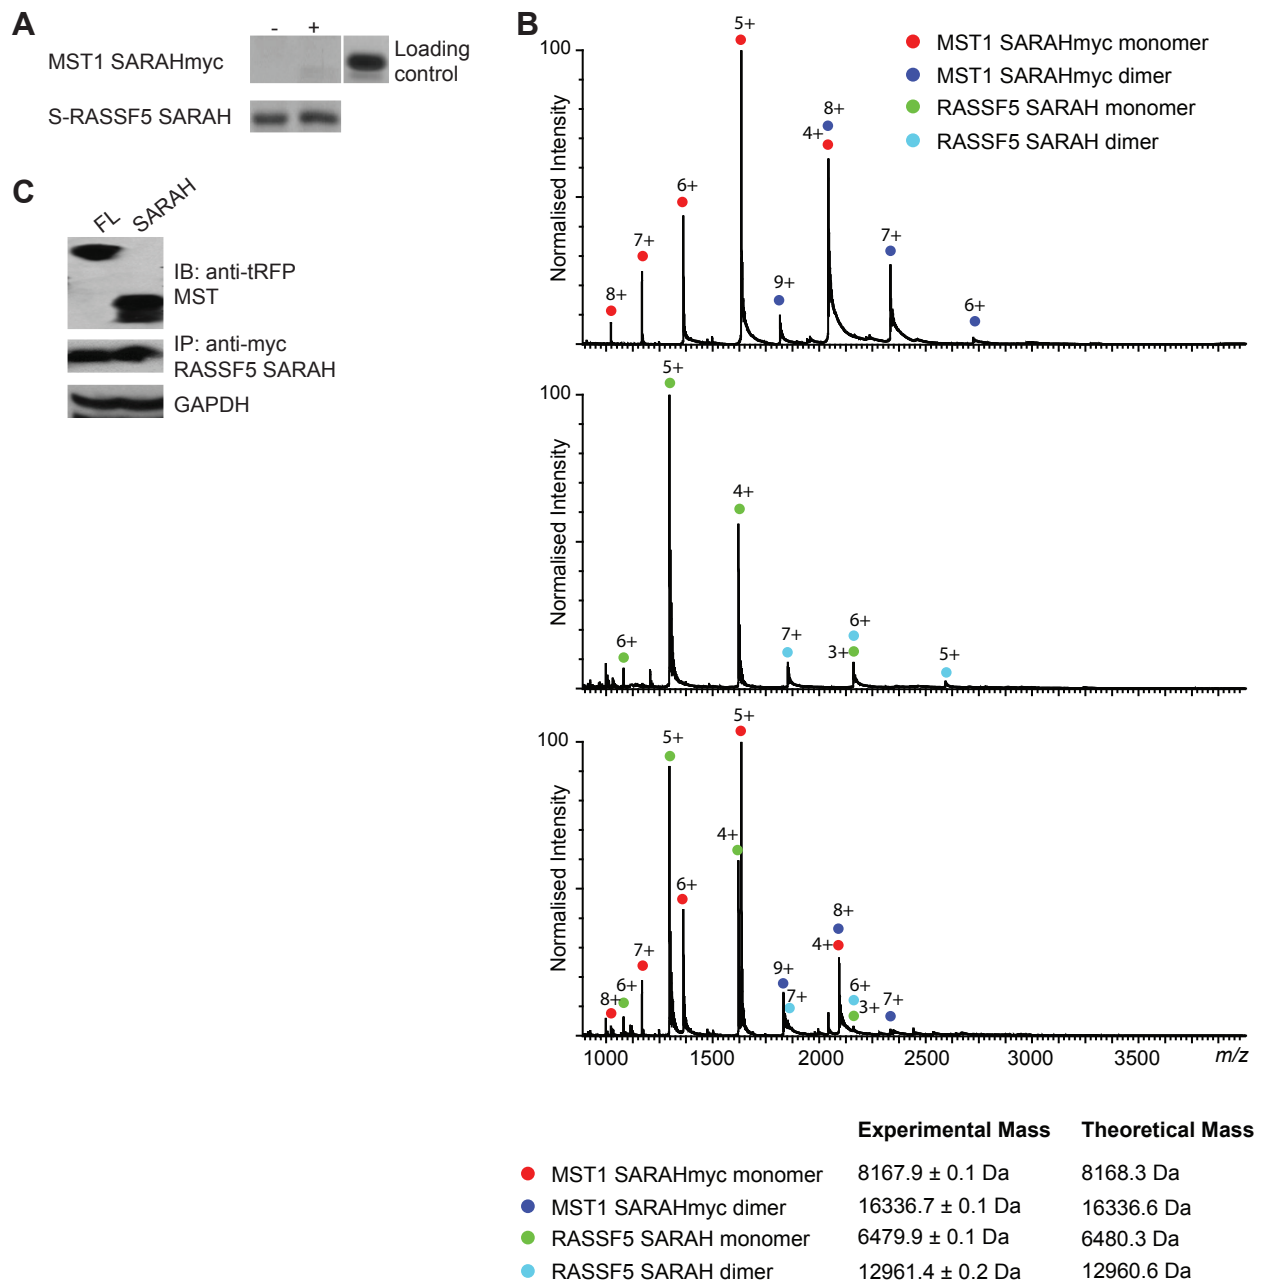 A
- +
MST1 SARAHmyc
Loading
control
S-RASSF5 SARAH
C
FL SARAH
IB: anti-tRFP
MST
IP: anti-myc
RASSF5 SARAH
GAPDH
B
MST1 SARAHmyc monomer
MST1 SARAHmyc dimer
RASSF5 SARAH monomer
RASSF5 SARAH dimer
100
Normalised Intensity
8+ 7+ 6+ 5+ 9+ 4+ 8+ 7+ 6+
100
Normalised Intensity
6+ 5+ 4+ 7+ 3+ 6+ 5+
100
Normalised Intensity
8+ 6+ 7+ 5+ 6+ 4+ 5+ 9+ 7+ 4+ 8+ 6+ 3+ 7+
1000 1500 2000 2500 3000 3500 m/z
Experimental Mass Theoretical Mass
MST1 SARAHmyc monomer 8167.9 ± 0.1 Da 8168.3 Da
MST1 SARAHmyc dimer 16336.7 ± 0.1 Da 16336.6 Da
RASSF5 SARAH monomer 6479.9 ± 0.1 Da 6480.3 Da
RASSF5 SARAH dimer 12961.4 ± 0.2 Da 12960.6 Da